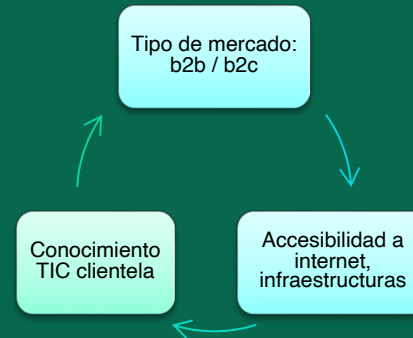 Tipo de mercado:
b2b / b2c
Accesibilidad a
internet,
infraestructuras
Conocimiento
TIC clientela